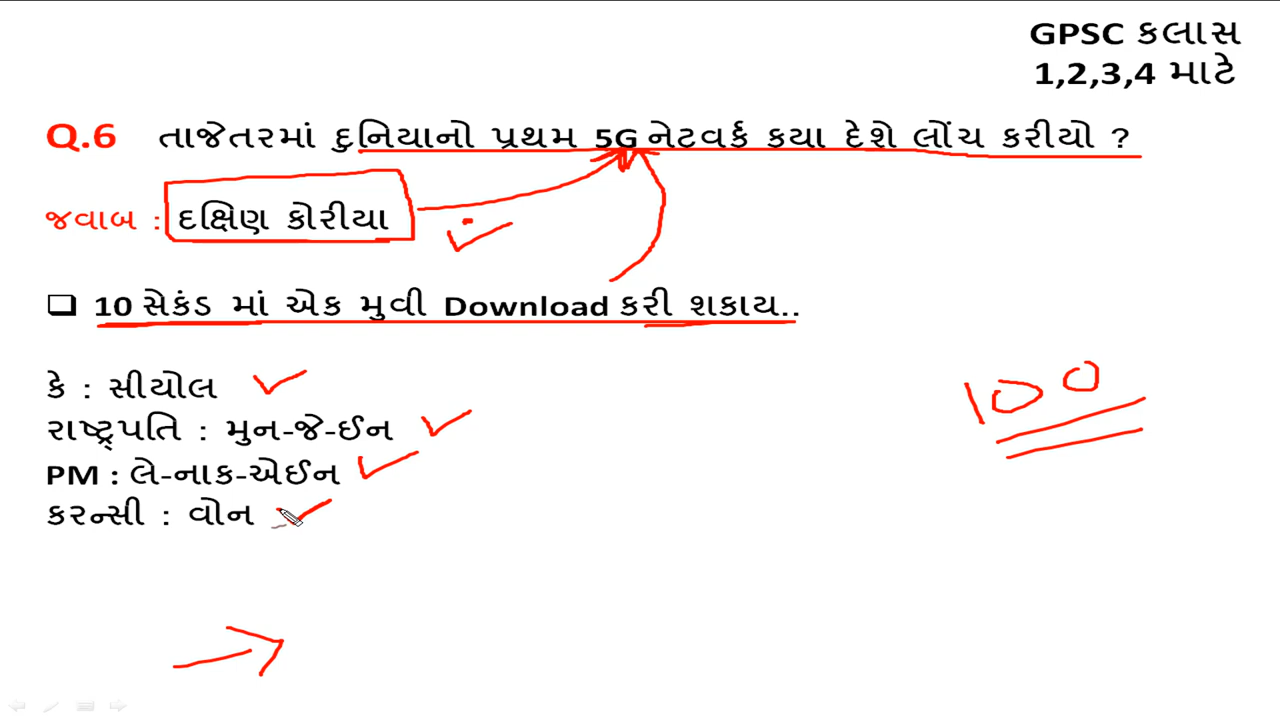 GPSC કલાસ
1,2,3,4 માટે
Q.6 તાજેતરમાં દુનિયાનો પ્રથમ 5G નેટવર્ક કયા દેશે લોંચ કરીયો ?
જવાબ : દક્ષિણ કોરીયા
❑ 10 સેકંડ માં એક મુવી Download કરી શકાય..
કે : સીયોલ
100
રાષ્ટ્રપતિ : મુન-જે-ઈન
PM : લે-નાક-એઈન
કરન્સી : વોન